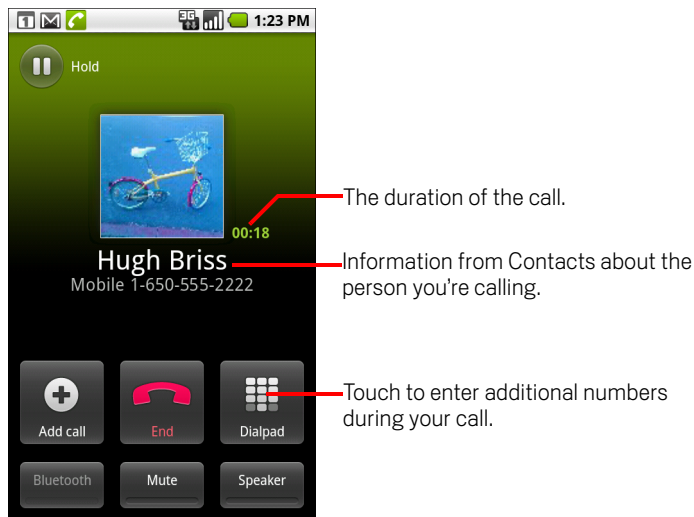 1
3G
1:23 PM
Hold
00:18
The duration of the call.
Hugh Briss
Mobile 1-650-555-2222
Information from Contacts about the
person you're calling.
Add call
End
Dialpad
Touch to enter additional numbers
during your call.
Bluetooth
Mute
Speaker